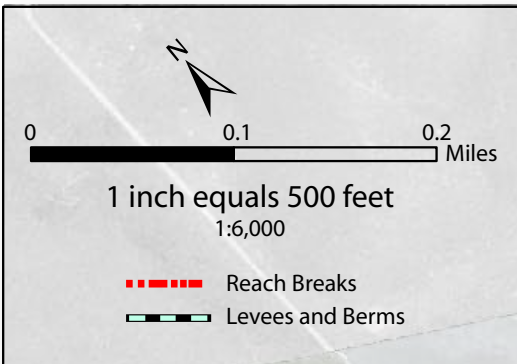 N
0 0.1 0.2
Miles
1 inch equals 500 feet
1:6,000
Reach Breaks
Levees and Berms